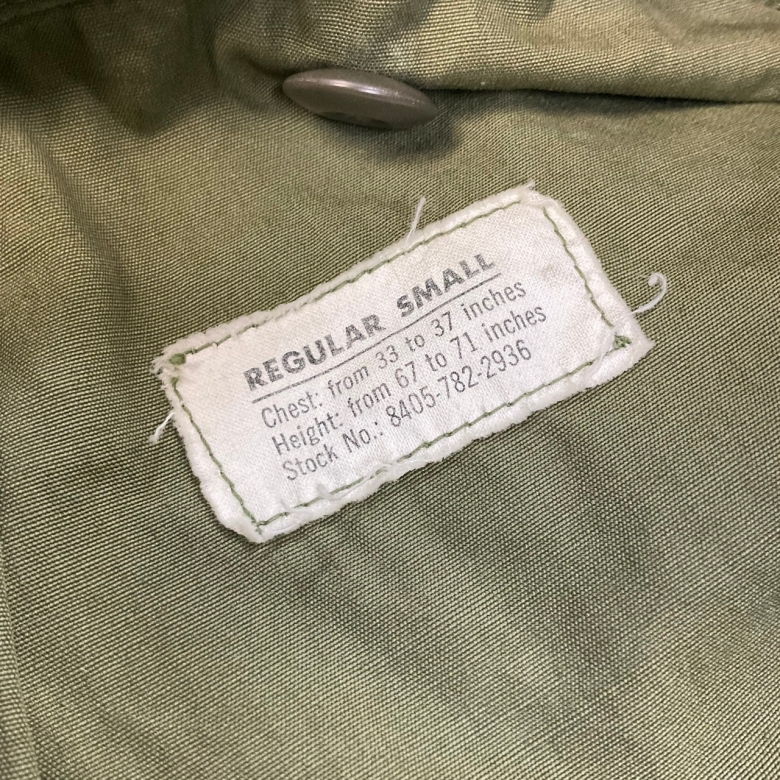 REGULAR SMALL
Chest: from 33 to 37 inches
Height: from 67 to 71 inches
Stock No.: 8405-782-2936